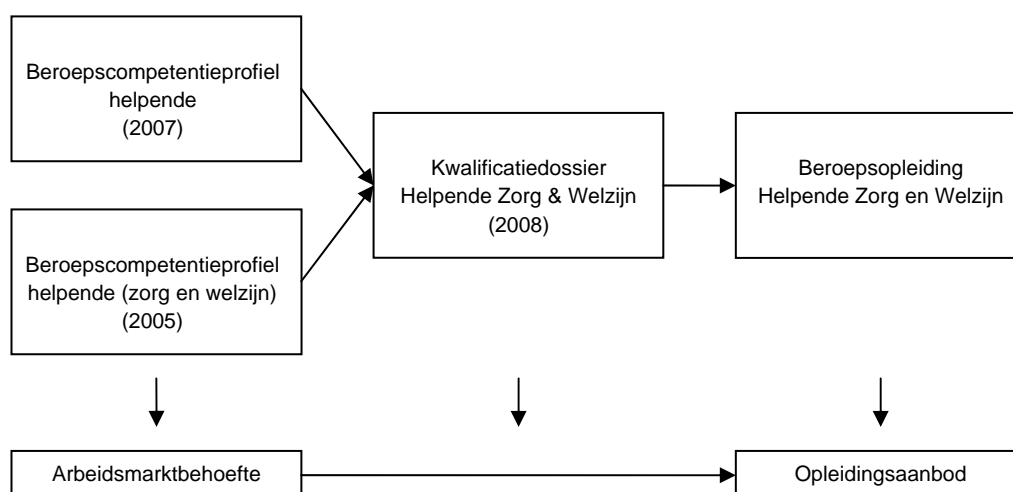 Beroepscompetentieprofiel
helpende
(2007)
Beroepscompetentieprofiel
helpende (zorg en welzijn)
(2005)
Kwalificatiedossier
Helpende Zorg & Welzijn
(2008)
Beroepsopleiding
Helpende Zorg en Welzijn
Arbeidsmarktbehoefte
Opleidingsaanbod